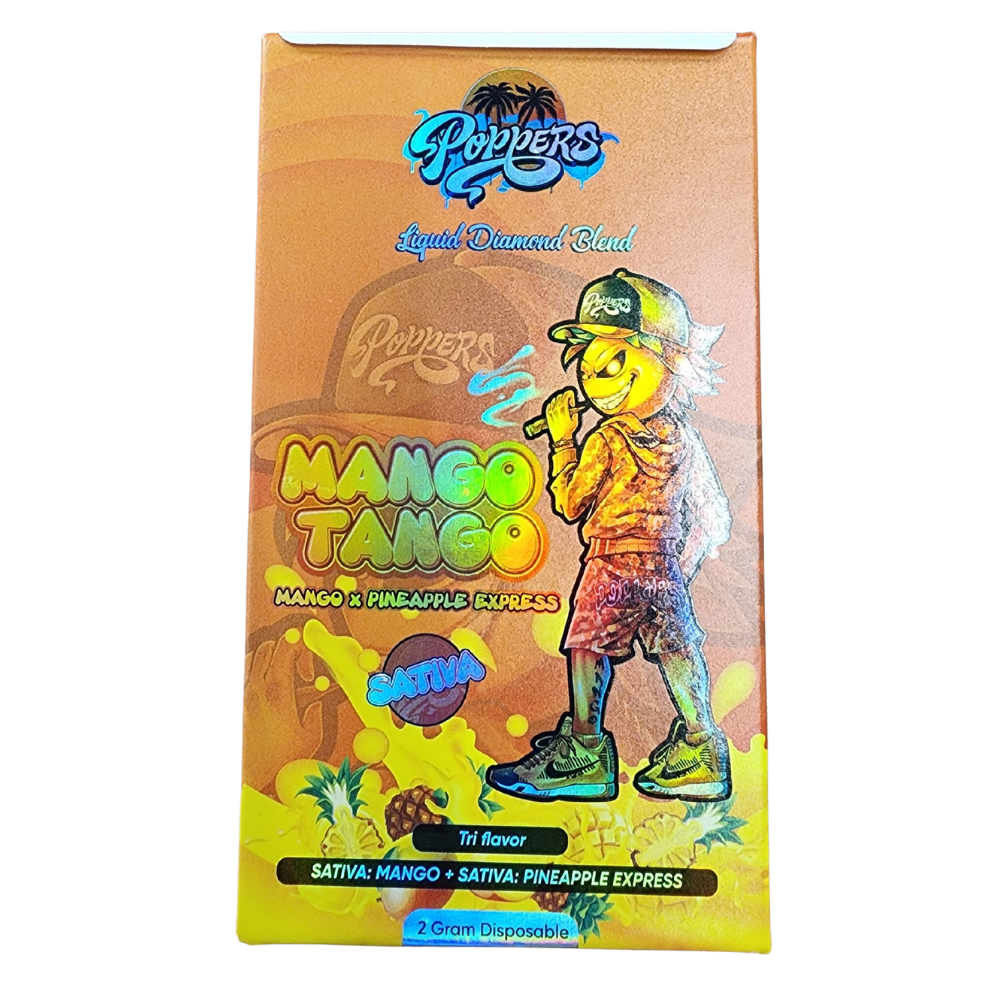 POPPERS
Liquid Diamond Blend
POPPERS
POPPERS
MANGO
TANGO
MANGO x PINEAPPLE EXPRESS
SATIVA
Tri flavor
SATIVA: MANGO + SATIVA: PINEAPPLE EXPRESS
2 Gram Disposable